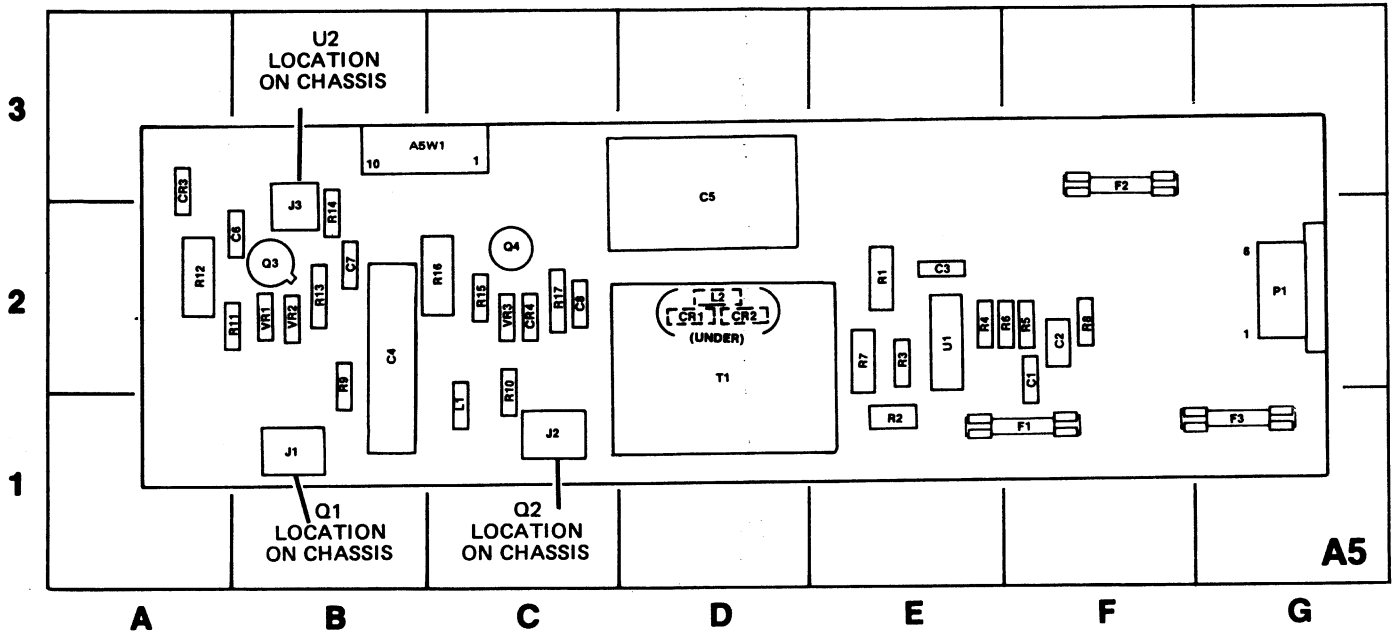 U2
LOCATION
ON CHASSIS
3
A5W1
10
1
CR3
C5
F2
J3
R14
C6
Q3
Q4
R12
C7
R16
R1
C3
6
P1
2
R13
R15
R17
C8
L2
R11
VR1
VR2
VR3
CR4
CR1
CR2
(UNDER)
R4
R6
R5
R8
C2
1
C4
R7
R3
U1
T1
R9
C1
L1
R10
J2
R2
F1
F3
J1
1
Q1
LOCATION
ON CHASSIS
Q2
LOCATION
ON CHASSIS
A5
A
B
C
D
E
F
G